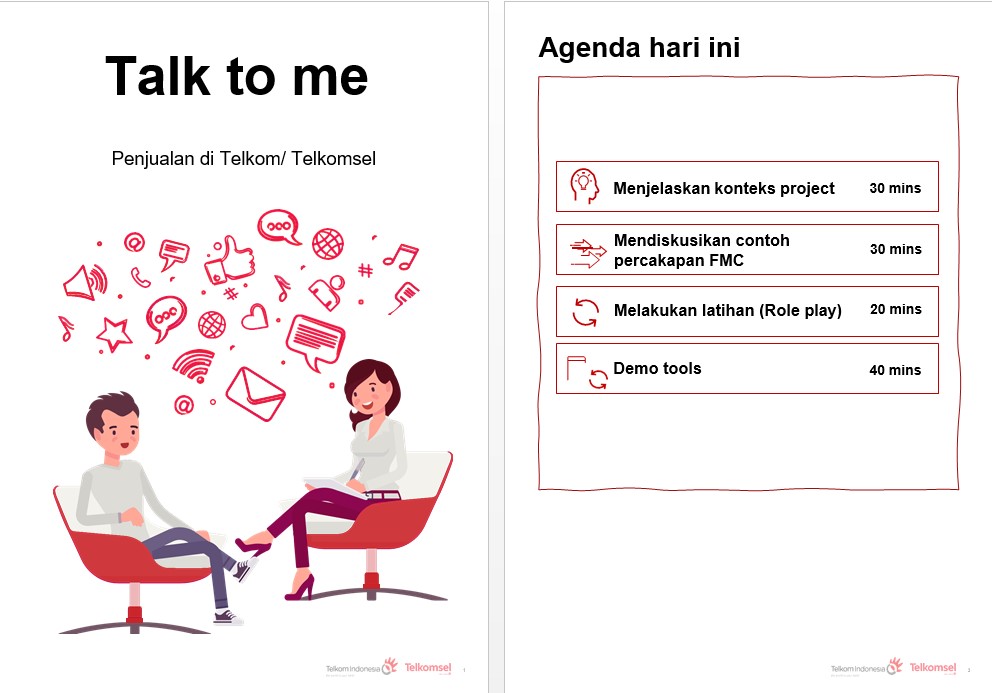 Talk to me
Penjualan di Telkom/ Telkomsel
@
#
#
@
Telkom Indonesia
Telkomsel
1
Agenda hari ini
Menjelaskan konteks project 30 mins
Mendiskusikan contoh
percakapan FMC 30 mins
Melakukan latihan (Role play) 20 mins
Demo tools 40 mins
Telkom Indonesia
Telkomsel
2